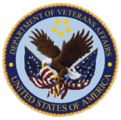 DEPARTMENT OF VETERANS AFFAIRS
UNITED STATES OF AMERICA